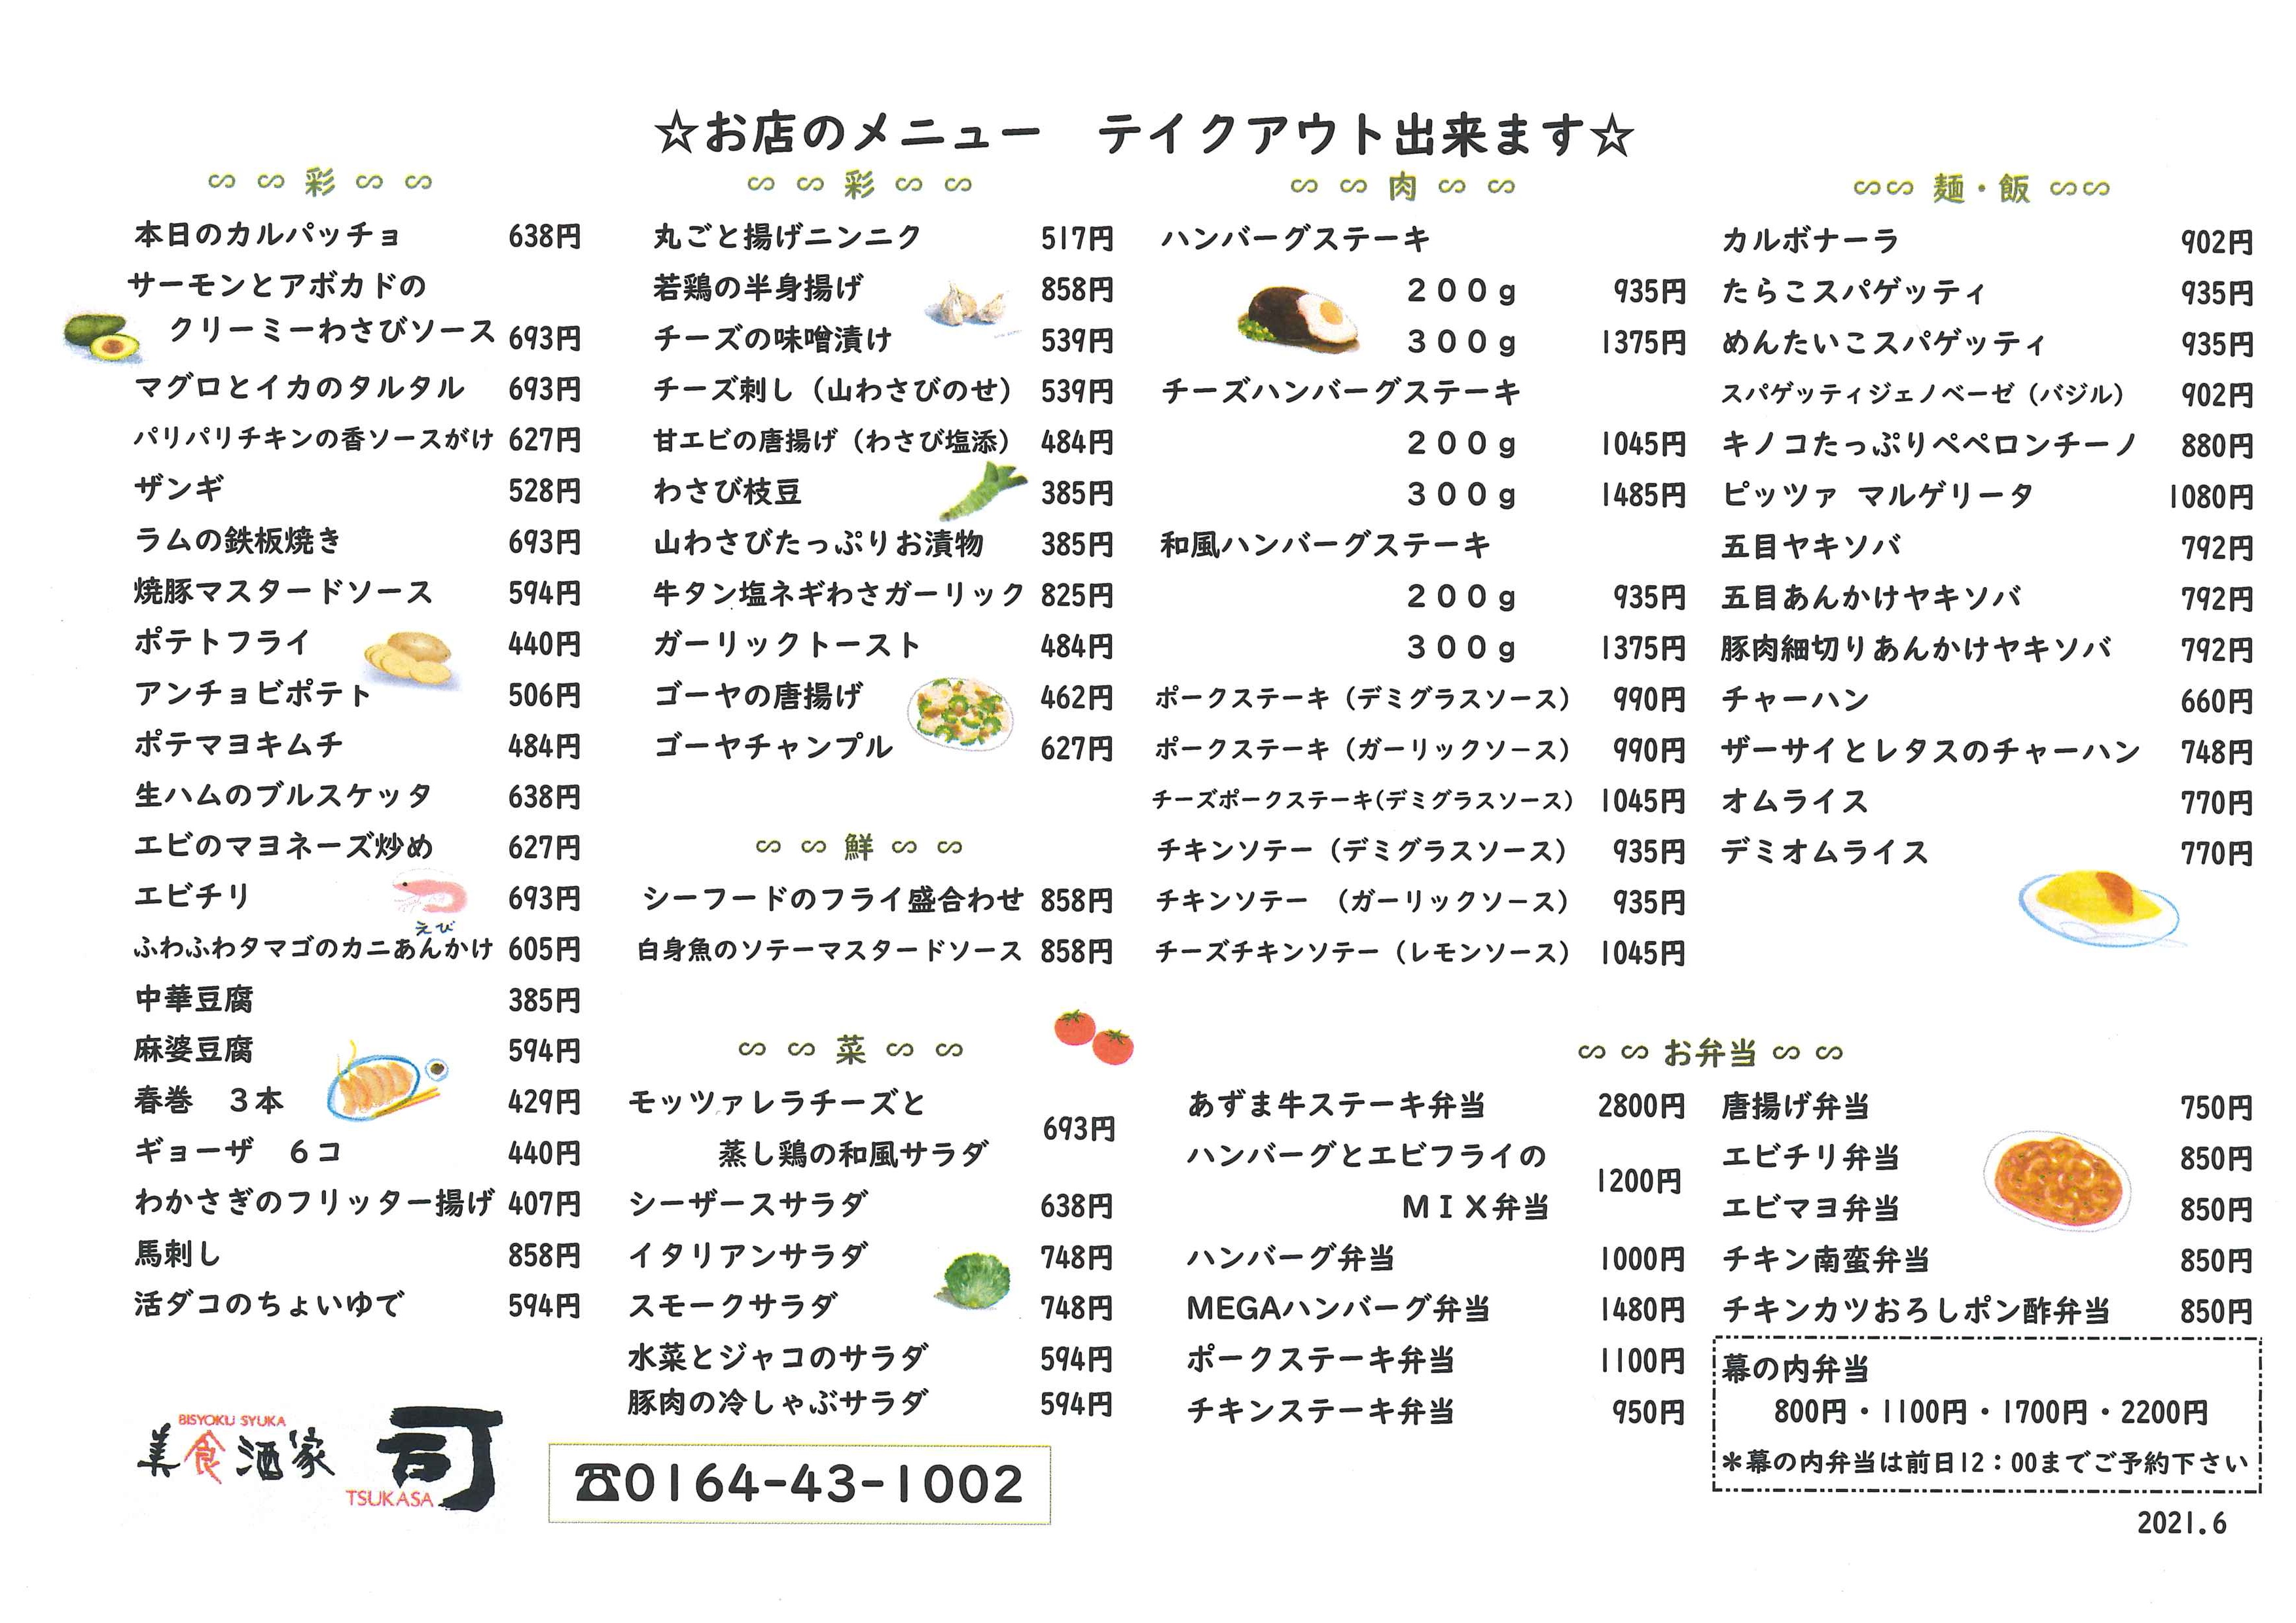 ☆お店のメニュー　テイクアウト出来ます☆
∽ ∽ 彩 ∽ ∽
本日のカルパッチョ 638円
サーモンとアボカドの
クリーミーわさびソース 693円
マグロとイカのタルタル 693円
パリパリチキンの香ソースがけ 627円
ザンギ 528円
ラムの鉄板焼き 693円
焼豚マスタードソース 594円
ポテトフライ 440円
アンチョビポテト 506円
ポテマヨキムチ 484円
生ハムのブルスケッタ 638円
エビのマヨネーズ炒め 627円
エビチリ 693円
えび
ふわふわタマゴのカニあんかけ 605円
中華豆腐 385円
麻婆豆腐 594円
春巻　３本 429円
ギョーザ　６コ 440円
わかさぎのフリッター揚げ 407円
馬刺し 858円
活ダコのちょいゆで 594円
∽ ∽ 彩 ∽ ∽
丸ごと揚げニンニク 517円
若鶏の半身揚げ 858円
チーズの味噌漬け 539円
チーズ刺し（山わさびのせ） 539円
甘エビの唐揚げ（わさび塩添） 484円
わさび枝豆 385円
山わさびたっぷりお漬物 385円
牛タン塩ネギわさガーリック 825円
ガーリックトースト 484円
ゴーヤの唐揚げ 462円
ゴーヤチャンプル 627円
∽ ∽ 鮮 ∽ ∽
シーフードのフライ盛合わせ 858円
白身魚のソテーマスタードソース 858円
∽ ∽ 菜 ∽ ∽
モッツァレラチーズと
蒸し鶏の和風サラダ 693円
シーザースサラダ 638円
イタリアンサラダ 748円
スモークサラダ 748円
水菜とジャコのサラダ 594円
豚肉の冷しゃぶサラダ 594円
∽ ∽ 肉 ∽ ∽
ハンバーグステーキ
２００ｇ 935円
３００ｇ 1375円
チーズハンバーグステーキ
２００ｇ 1045円
３００ｇ 1485円
和風ハンバーグステーキ
２００ｇ 935円
３００ｇ 1375円
ポークステーキ（デミグラスソース） 990円
ポークステーキ（ガーリックソース） 990円
チーズポークステーキ(デミグラスソース) 1045円
チキンソテー（デミグラスソース） 935円
チキンソテー　（ガーリックソース） 935円
チーズチキンソテー（レモンソース） 1045円
∽∽ 麺・飯 ∽∽
カルボナーラ 902円
たらこスパゲッティ 935円
めんたいこスパゲッティ 935円
スパゲッティジェノベーゼ（バジル） 902円
キノコたっぷりペペロンチーノ 880円
ピッツァ マルゲリータ 1080円
五目ヤキソバ 792円
五目あんかけヤキソバ 792円
豚肉細切りあんかけヤキソバ 792円
チャーハン 660円
ザーサイとレタスのチャーハン 748円
オムライス 770円
デミオムライス 770円
∽ ∽ お弁当 ∽ ∽
あずま牛ステーキ弁当 2800円
ハンバーグとエビフライの
ＭＩＸ弁当 1200円
ハンバーグ弁当 1000円
MEGAハンバーグ弁当 1480円
ポークステーキ弁当 1100円
チキンステーキ弁当 950円
唐揚げ弁当 750円
エビチリ弁当 850円
エビマヨ弁当 850円
チキン南蛮弁当 850円
チキンカツおろしポン酢弁当 850円
幕の内弁当
800円・1100円・1700円・2200円
＊幕の内弁当は前日12：00までご予約下さい
BISYOKU SYUKA
美食酒家 司
TSUKASA
☎0164-43-1002
2021.6